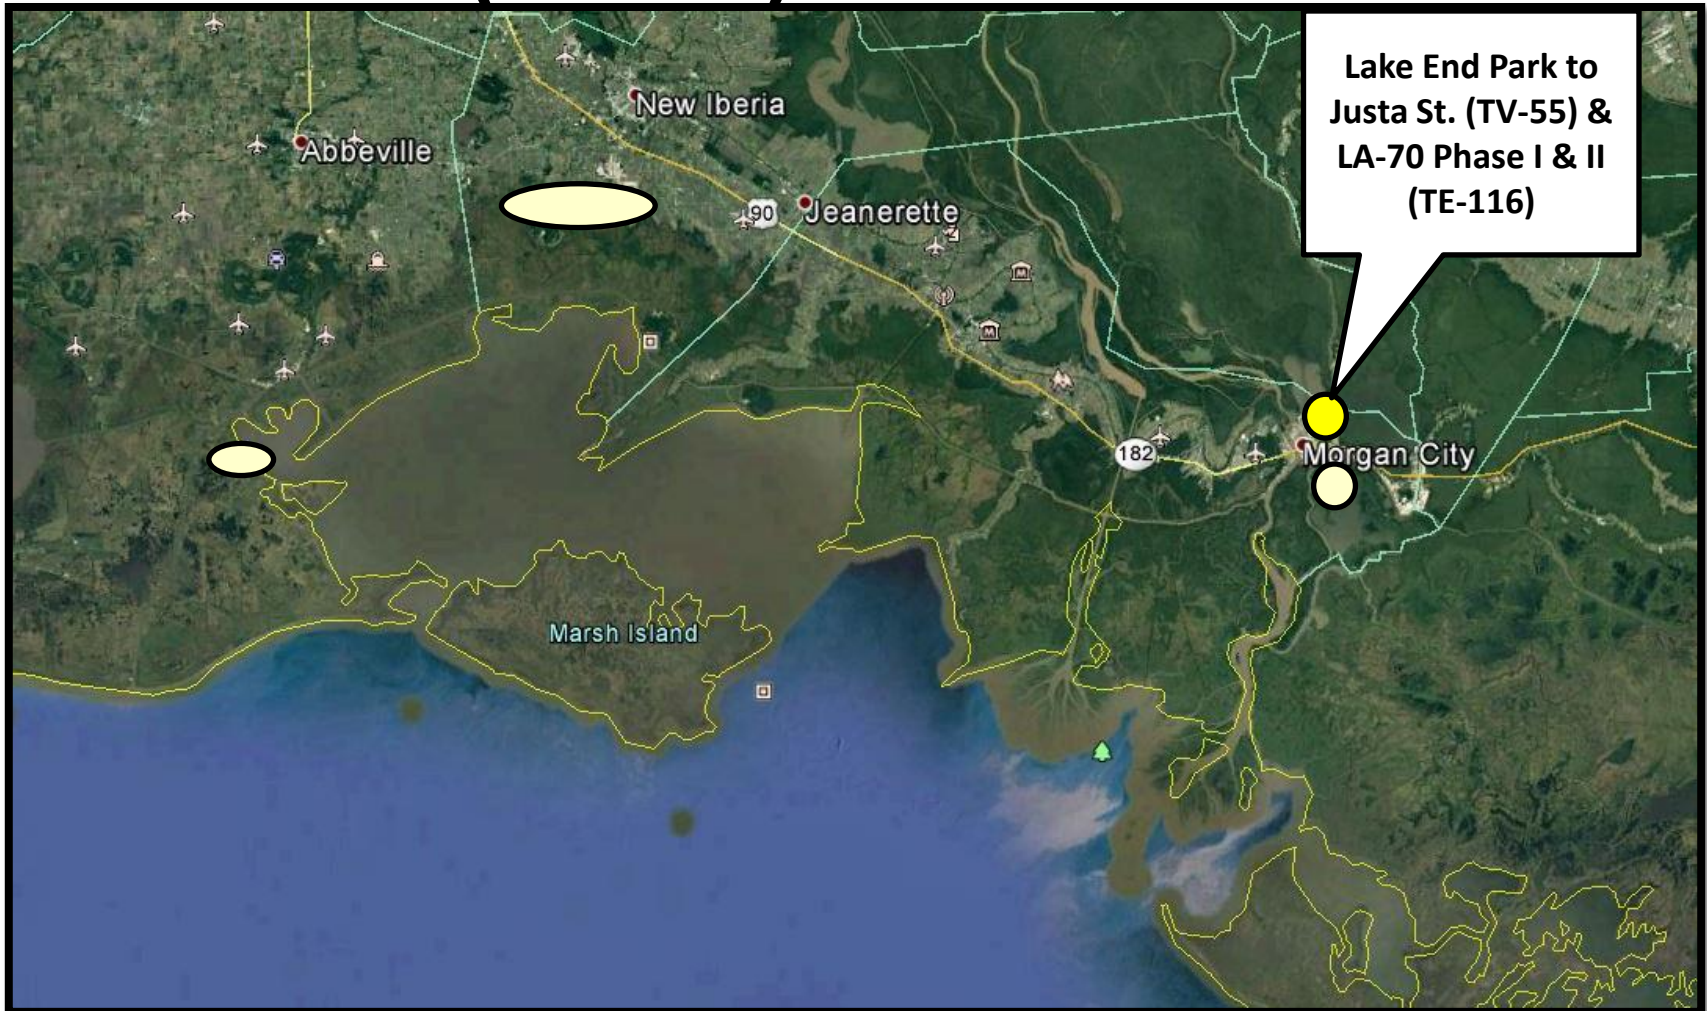 Lake End Park to
Justa St. (TV-55) &
LA-70 Phase I & II
(TE-116)
New Iberia
Abbeville
90
Jeanerette
182
Morgan City
Marsh Island